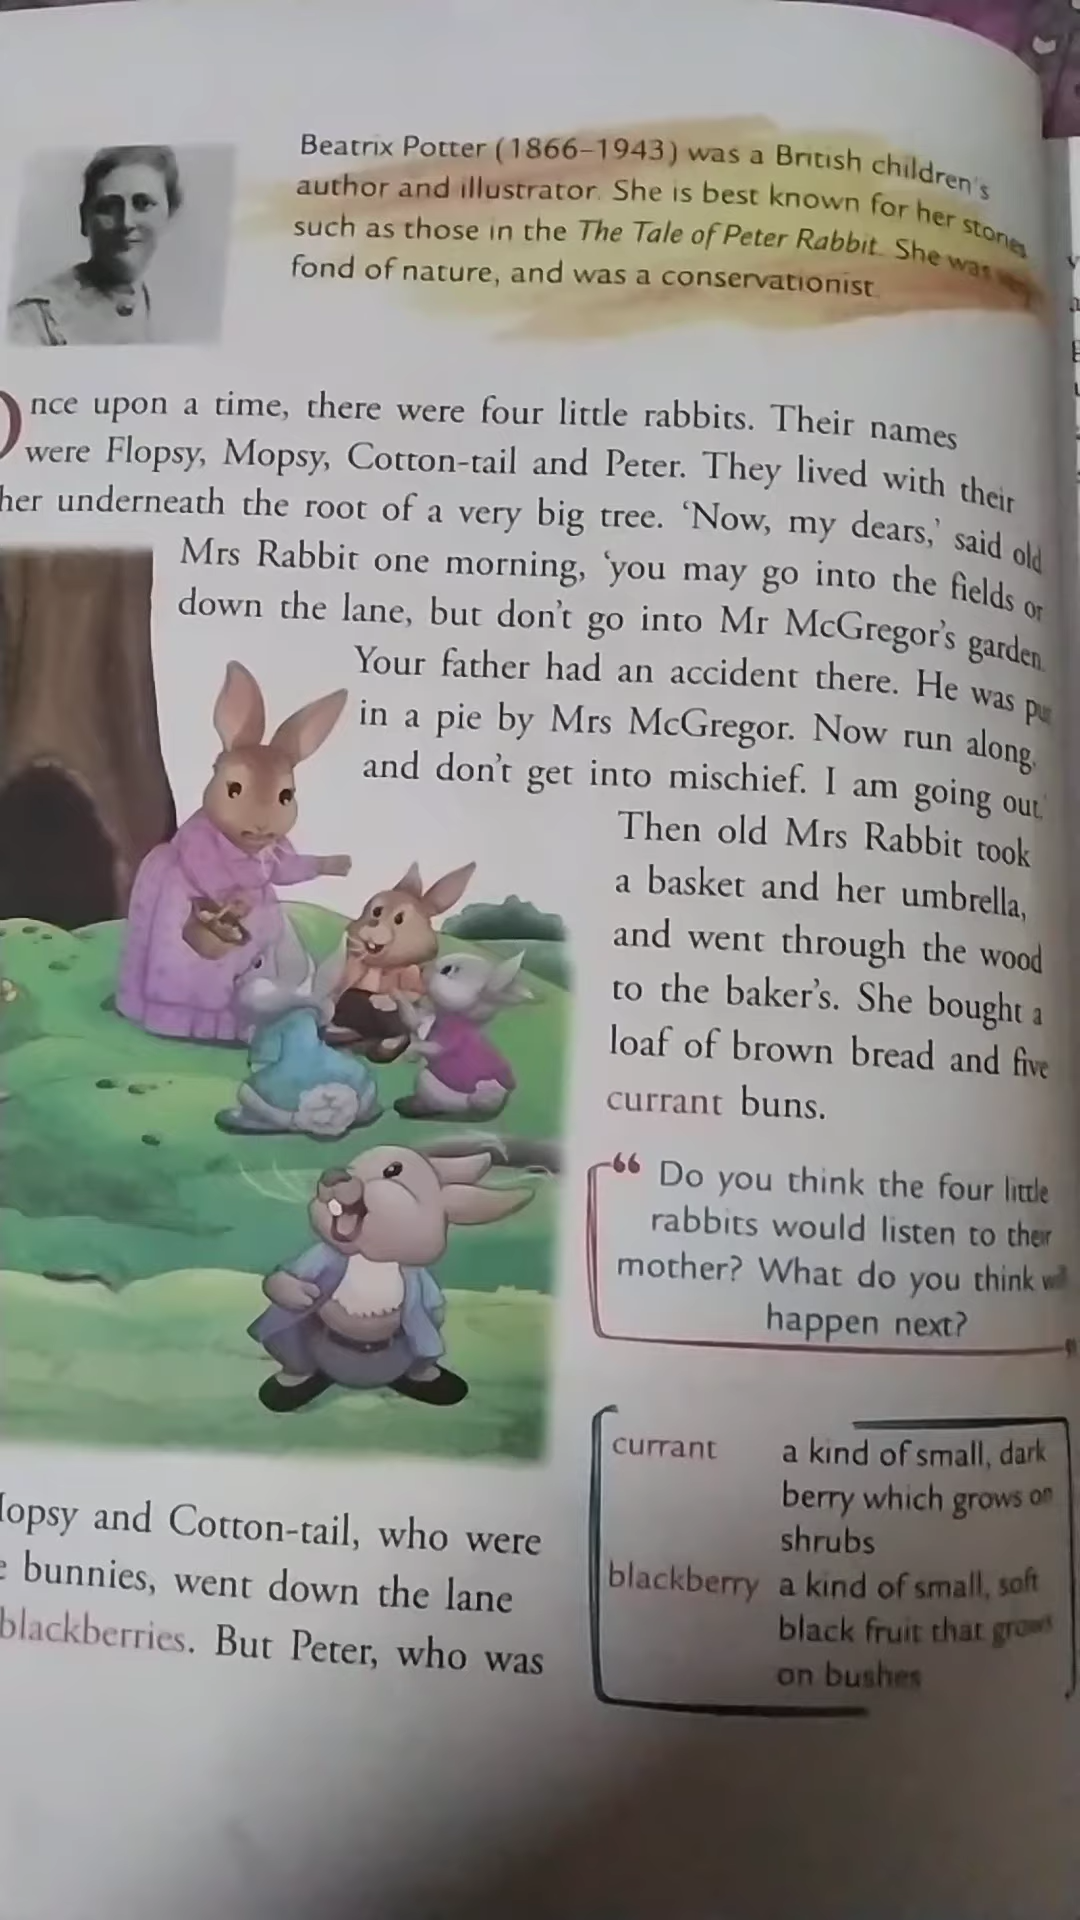 Beatrix Potter (1866–1943) was a British children's
author and illustrator. She is best known for her stories
such as those in the The Tale of Peter Rabbit. She was
fond of nature, and was a conservationist.
Once upon a time, there were four little rabbits. Their names
were Flopsy, Mopsy, Cotton-tail and Peter. They lived with their
her underneath the root of a very big tree. ‘Now, my dears,’ said old
Mrs Rabbit one morning, ‘you may go into the fields or
down the lane, but don’t go into Mr McGregor’s garden.
Your father had an accident there. He was put
in a pie by Mrs McGregor. Now run along,
and don’t get into mischief. I am going out.’
Then old Mrs Rabbit took
a basket and her umbrella,
and went through the wood
to the baker’s. She bought a
loaf of brown bread and five
currant buns.
“ Do you think the four little
rabbits would listen to their
mother? What do you think will
happen next? ”
currant a kind of small, dark
berry which grows on
shrubs
blackberry a kind of small, soft
black fruit that grows
on bushes
lopsy and Cotton-tail, who were
e bunnies, went down the lane
blackberries. But Peter, who was